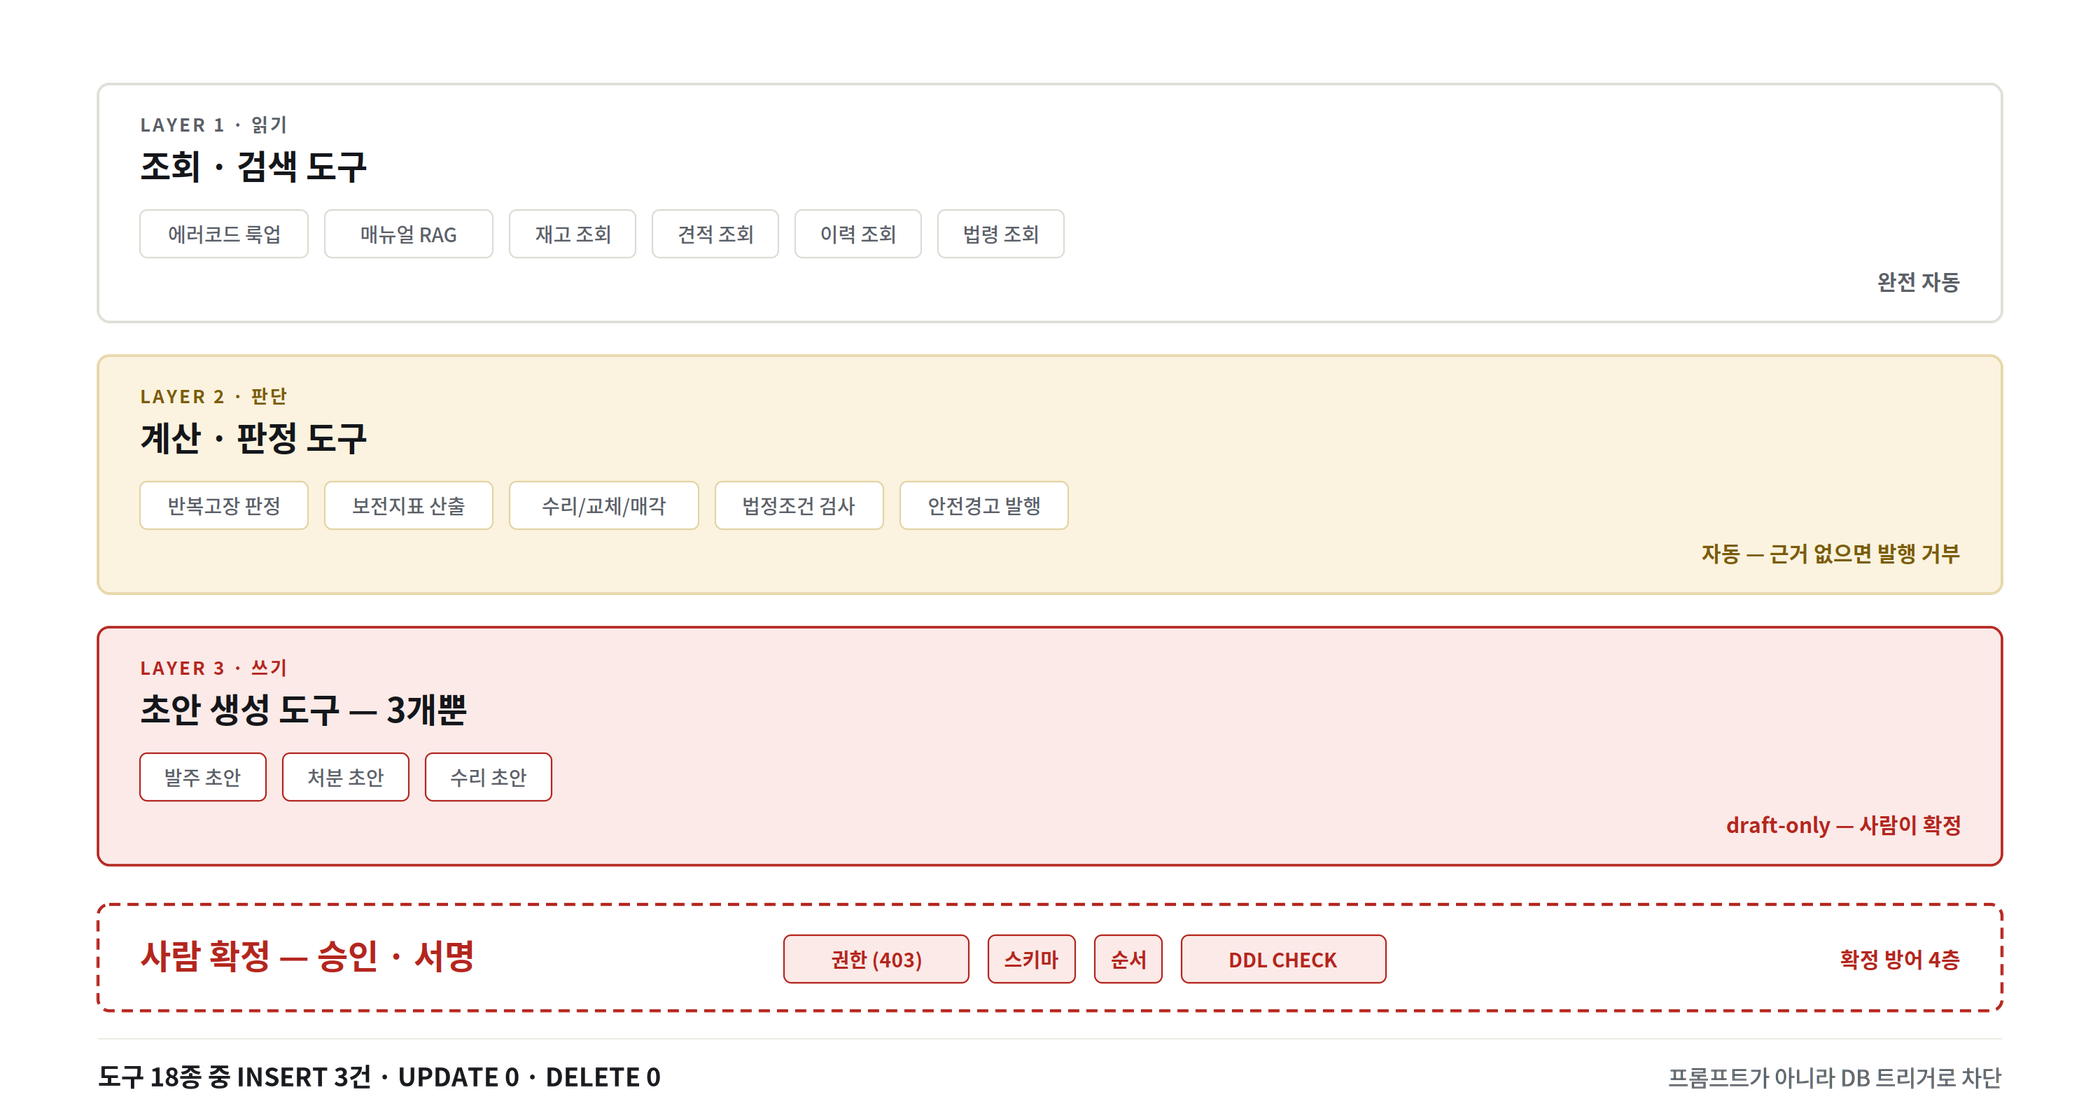 LAYER 1 · 읽기
조회 · 검색 도구
에러코드 룩업 매뉴얼 RAG 재고 조회 견적 조회 이력 조회 법령 조회
완전 자동
LAYER 2 · 판단
계산 · 판정 도구
반복고장 판정 보전지표 산출 수리/교체/매각 법정조건 검사 안전경고 발행
자동 — 근거 없으면 발행 거부
LAYER 3 · 쓰기
초안 생성 도구 — 3개뿐
발주 초안 처분 초안 수리 초안
draft-only — 사람이 확정
사람 확정 — 승인 · 서명 권한 (403) 스키마 순서 DDL CHECK 확정 방어 4층
도구 18종 중 INSERT 3건 · UPDATE 0 · DELETE 0 프롬프트가 아니라 DB 트리거로 차단